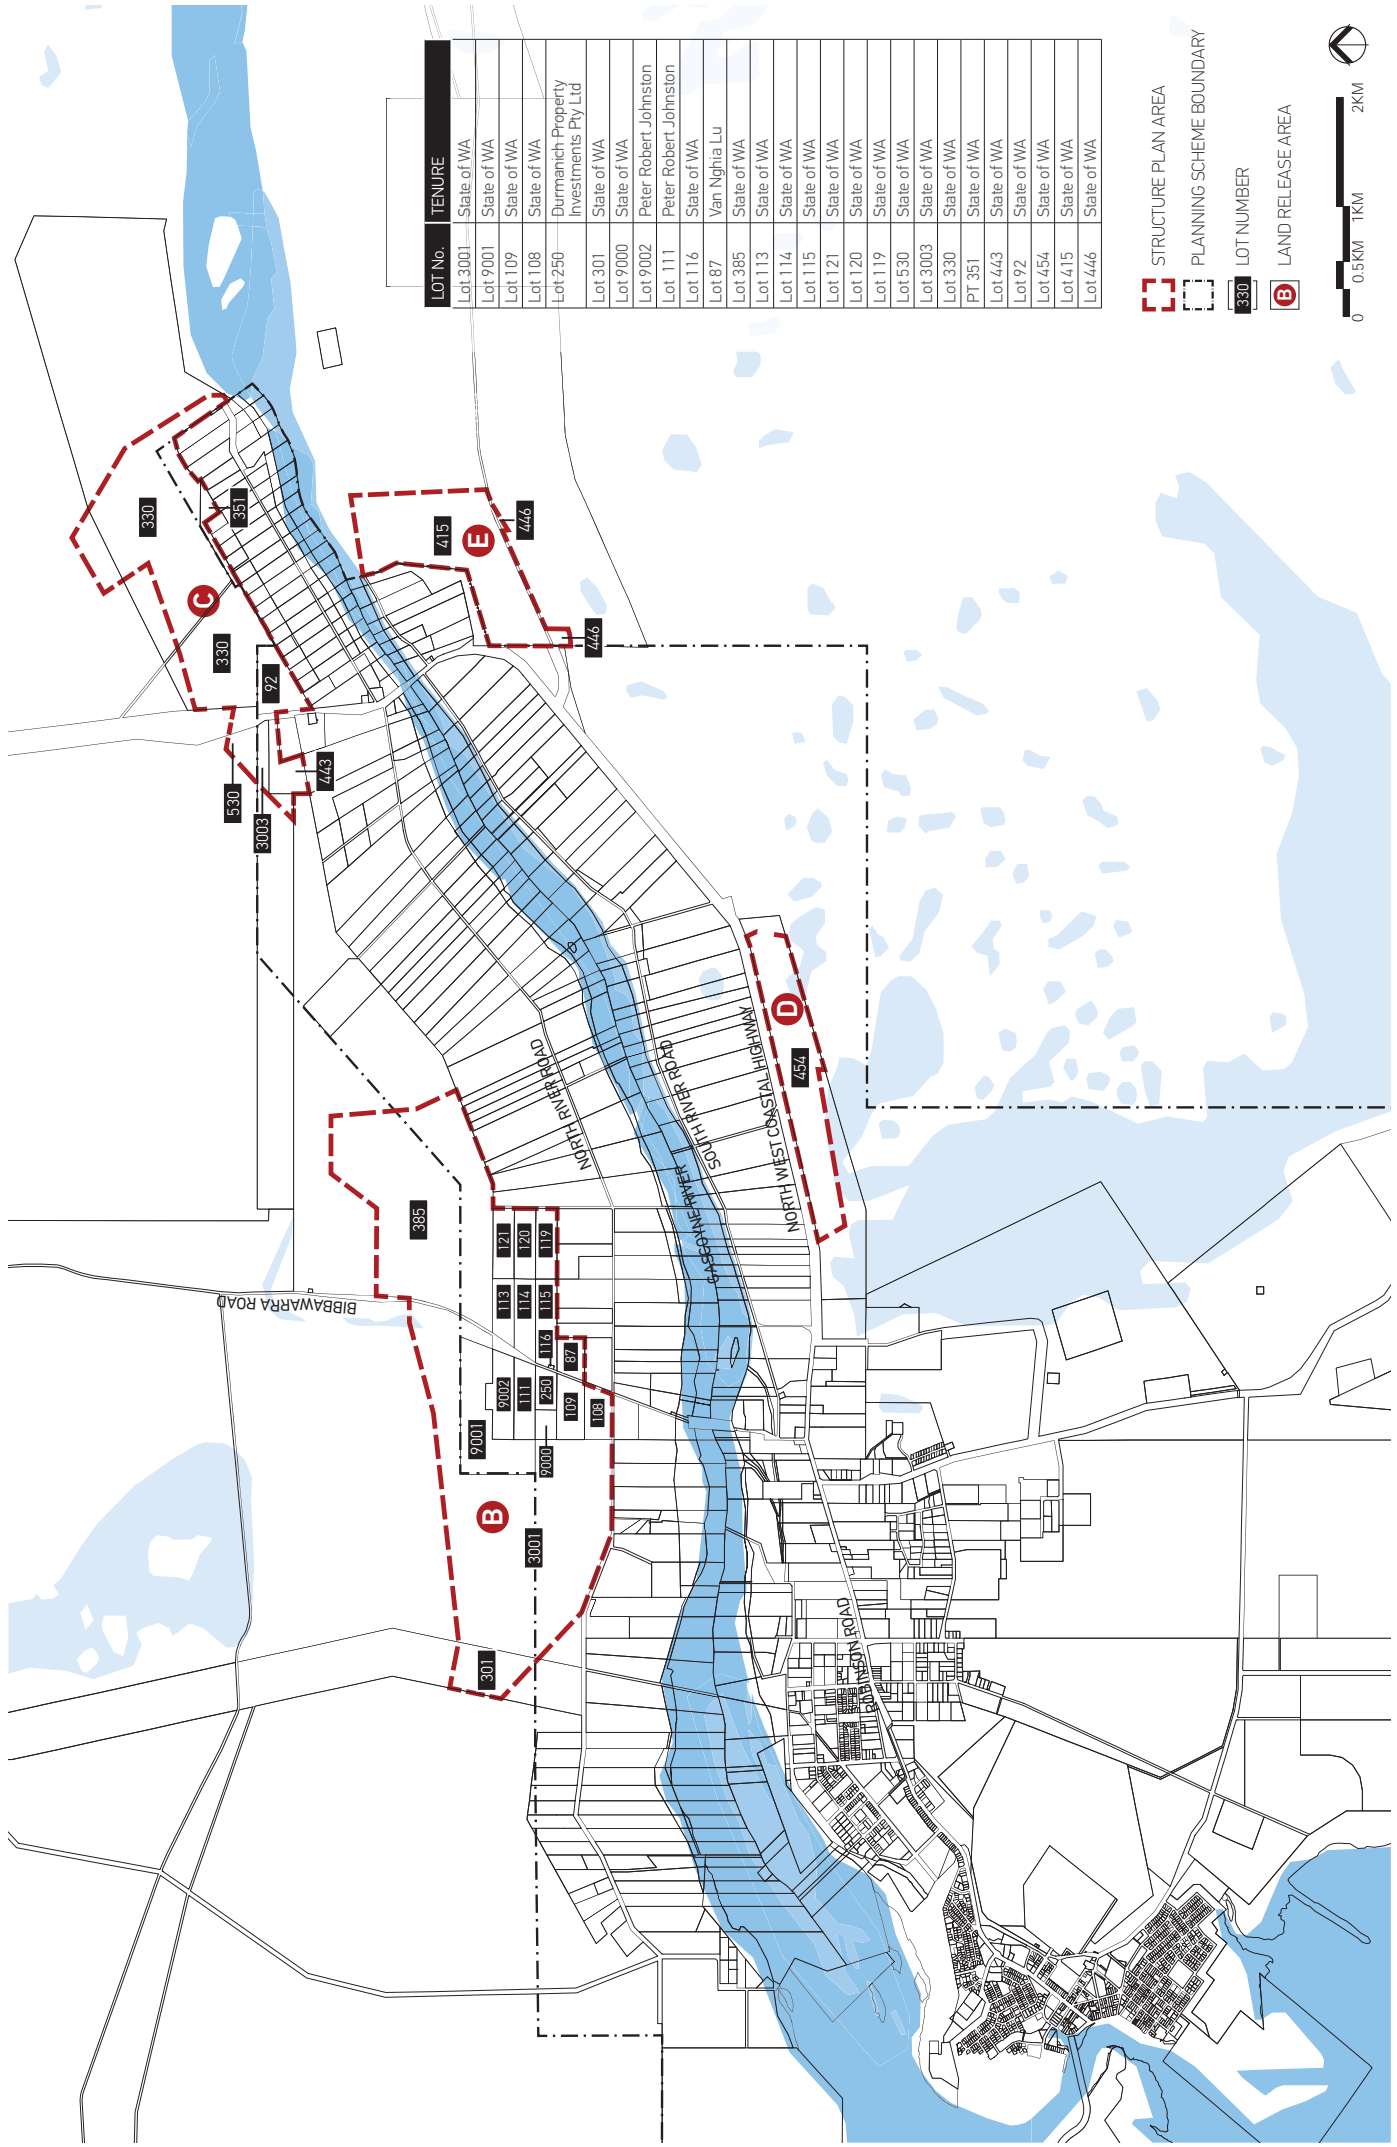 LOT No. TENURE
Lot 3001 State of WA
Lot 9001 State of WA
Lot 109 State of WA
Lot 108 State of WA
Lot 250 Durmanich Property
Investments Pty Ltd
Lot 301 State of WA
Lot 9000 State of WA
Lot 9002 Peter Robert Johnston
Lot 111 Peter Robert Johnston
Lot 116 State of WA
Lot 87 Van Nghia Lu
Lot 385 State of WA
Lot 113 State of WA
Lot 114 State of WA
Lot 115 State of WA
Lot 121 State of WA
Lot 120 State of WA
Lot 119 State of WA
Lot 530 State of WA
Lot 3003 State of WA
Lot 330 State of WA
PT 351 State of WA
Lot 443 State of WA
Lot 92 State of WA
Lot 454 State of WA
Lot 415 State of WA
Lot 446 State of WA
STRUCTURE PLAN AREA
PLANNING SCHEME BOUNDARY
330 LOT NUMBER
B LAND RELEASE AREA
0 0.5KM 1KM 2KM
330
351
C
330
92
530
3003
443
415
446
E
446
385
BIBBAWARRA ROAD
NORTH RIVER ROAD
SOUTH RIVER ROAD
GASCOYNE RIVER
NORTH WEST COASTAL HIGHWAY
D
454
121
120
119
113
114
115
116
87
9002
111
250
109
108
9001
9000
B
3001
301
ROBINSON ROAD